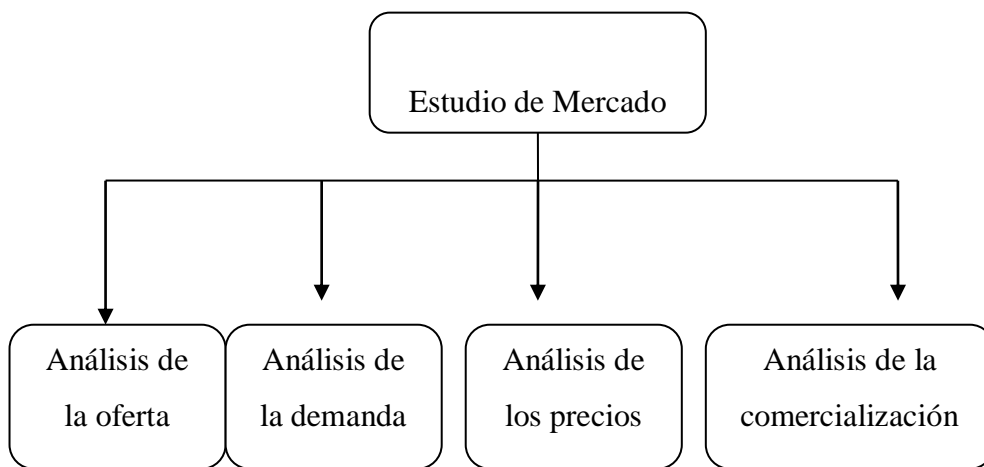 Estudio de Mercado
Análisis de
la oferta
Análisis de
la demanda
Análisis de
los precios
Análisis de la
comercialización